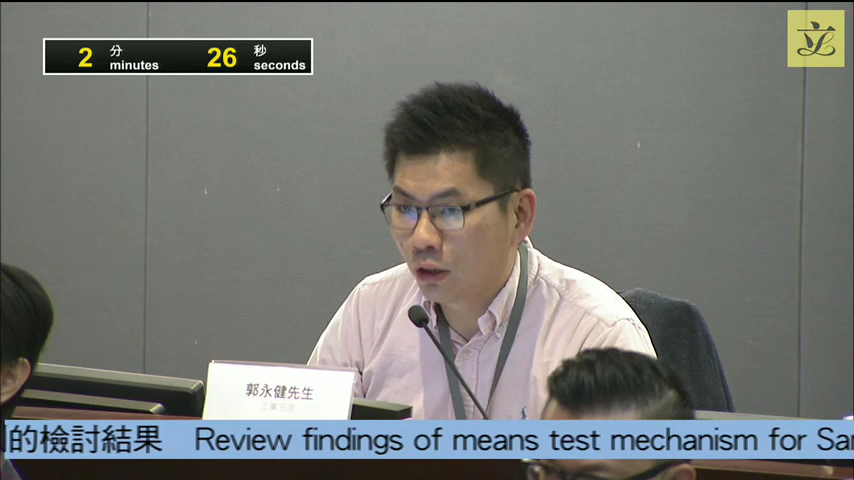 2 分 minutes 26 秒 seconds
郭永健先生
的檢討結果 Review findings of means test mechanism for Sa